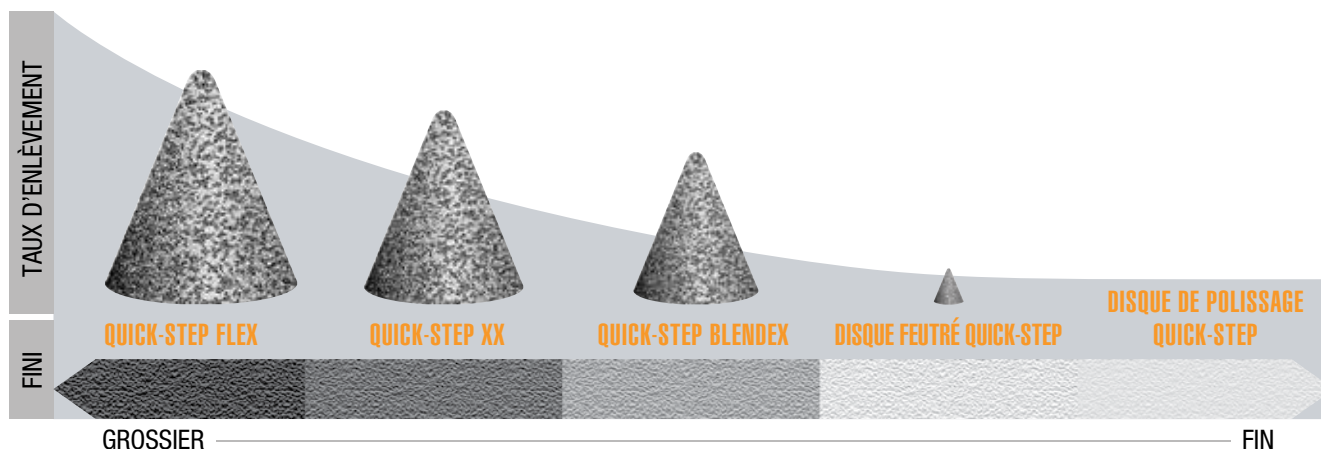 TAUX D'ENLÈVEMENT
QUICK-STEP FLEX
QUICK-STEP XX
QUICK-STEP BLENDEX
DISQUE FEUTRÉ QUICK-STEP
DISQUE DE POLISSAGE
QUICK-STEP
FINI
GROSSIER
FIN